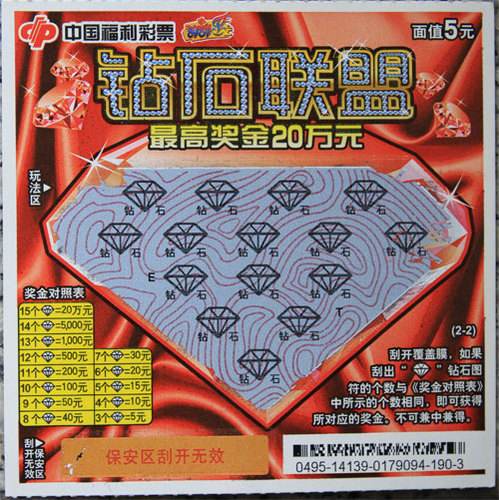 中国福利彩票
面值5元
钻石联盟
最高奖金20万元
玩法区
钻石 钻石 钻石 钻石
钻石 钻石 钻石 钻石 钻石
E
钻石 钻石 钻石
T
钻石 钻石
钻石
奖金对照表
15个=20万元
14个=5,000元
13个=1,000元
12个=500元 7个=30元
11个=200元 6个=20元
10个=100元 5个=15元
9个=50元 4个=10元
8个=40元 3个=5元
(2-2)
刮开覆盖膜,如果
刮出“ ”钻石图
符的个数与《奖金对照表》
中所示的个数相同,即可获得
所对应的奖金。不可兼中兼得。
刮开无效
保安区
保安区刮开无效
0495-14139-0179094-190-3